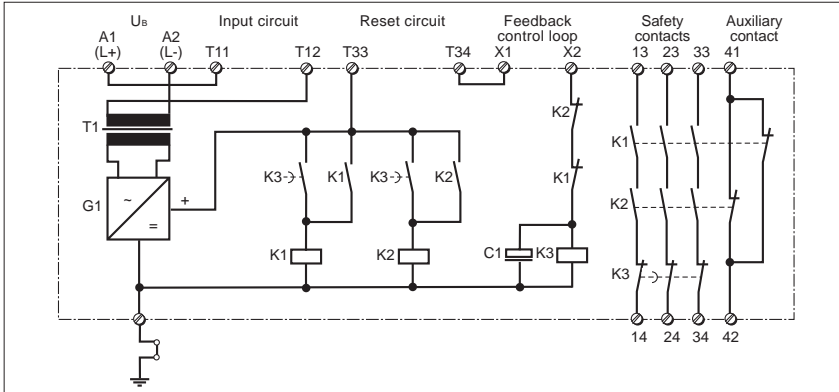 UB Input circuit Reset circuit Feedback control loop Safety contacts Auxiliary contact
A1 (L+) A2 (L-) T11 T12 T33 T34 X1 X2 13 23 33 41
T1
K2
K1
K3 K1 K3 K2 K1
G1 ~ = +
K2
K1 K2 C1 K3 K3
14 24 34 42